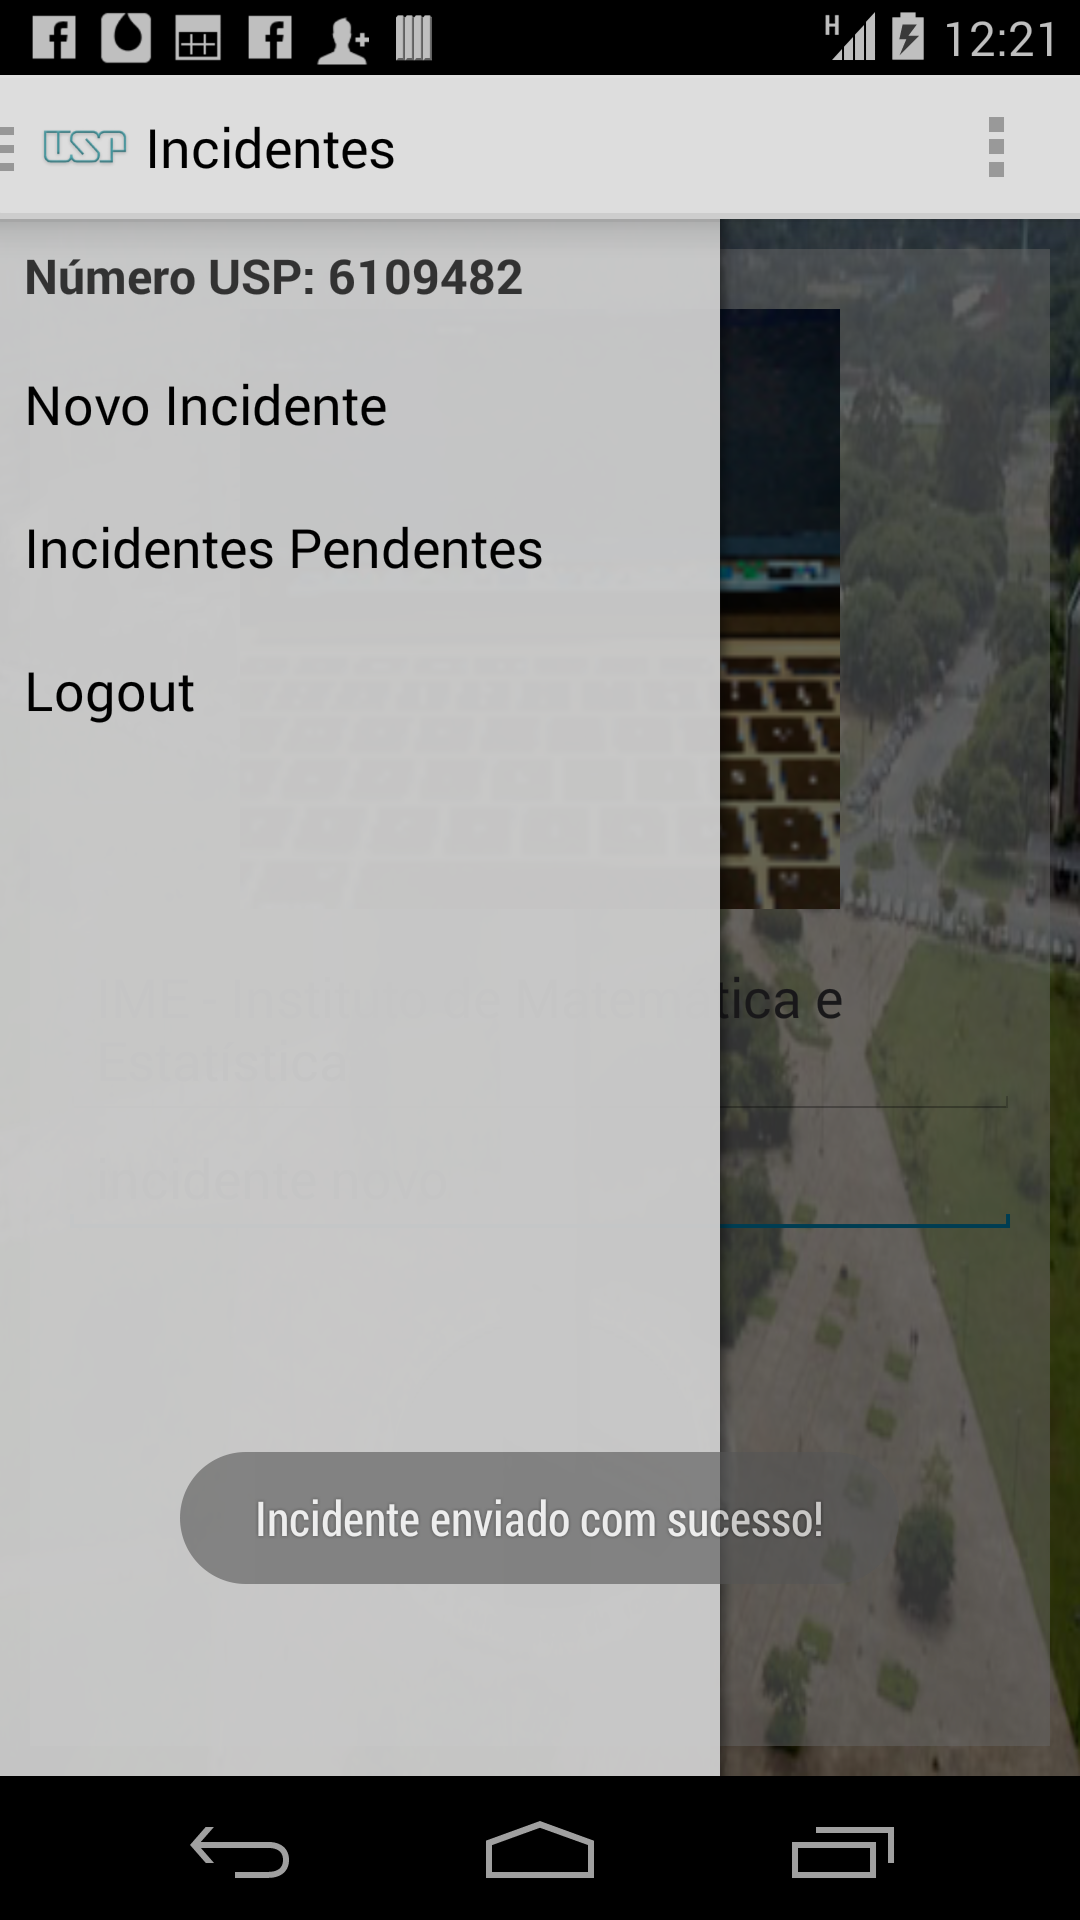 H 12:21
USP Incidentes
Número USP: 6109482
Novo Incidente
Incidentes Pendentes
Logout
IME - Instituto de Matemática e
Estatística
incidente novo
Incidente enviado com sucesso!